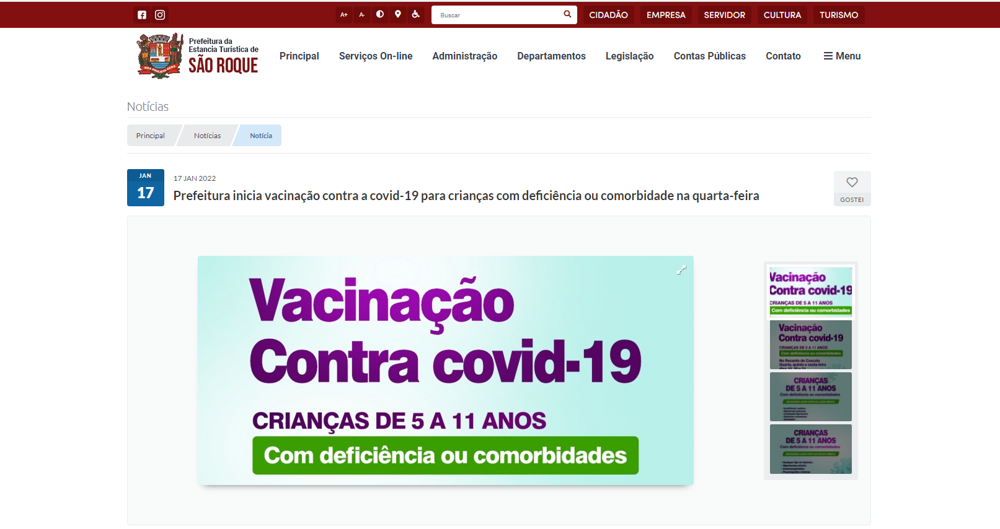 A+ A- Buscar CIDADÃO EMPRESA SERVIDOR CULTURA TURISMO
Prefeitura da
Estancia Turística de
SÃO ROQUE
Principal Serviços On-line Administração Departamentos Legislação Contas Públicas Contato Menu
Notícias
Principal Notícias Notícia
JAN
17
17 JAN 2022
Prefeitura inicia vacinação contra a covid-19 para crianças com deficiência ou comorbidade na quarta-feira
GOSTEI
Vacinação
Contra covid-19
CRIANÇAS DE 5 A 11 ANOS
Com deficiência ou comorbidades
Vacinação
Contra covid-19
CRIANÇAS DE 5 A 11 ANOS
Com deficiência ou comorbidades
Vacinação
Contra covid-19
CRIANÇAS DE 5 A 11 ANOS
Com deficiência ou comorbidades
No Recanto da Cascata
Quarta, quinta e sexta-feira
CRIANÇAS
DE 5 A 11 ANOS
Com deficiência ou comorbidades
CRIANÇAS
DE 5 A 11 ANOS
Com deficiência ou comorbidades